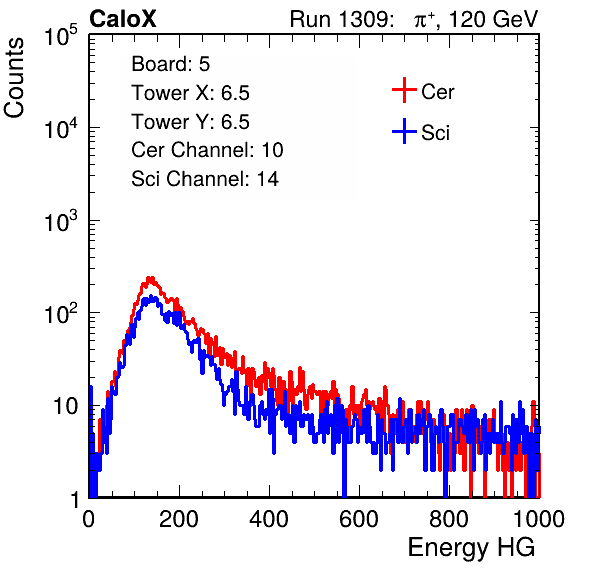 CaloX Run 1309: π⁺, 120 GeV
Board: 5
Tower X: 6.5
Tower Y: 6.5
Cer Channel: 10
Sci Channel: 14
Cer
Sci
Counts
10⁵
10⁴
10³
10²
10
1
0 200 400 600 800 1000
Energy HG